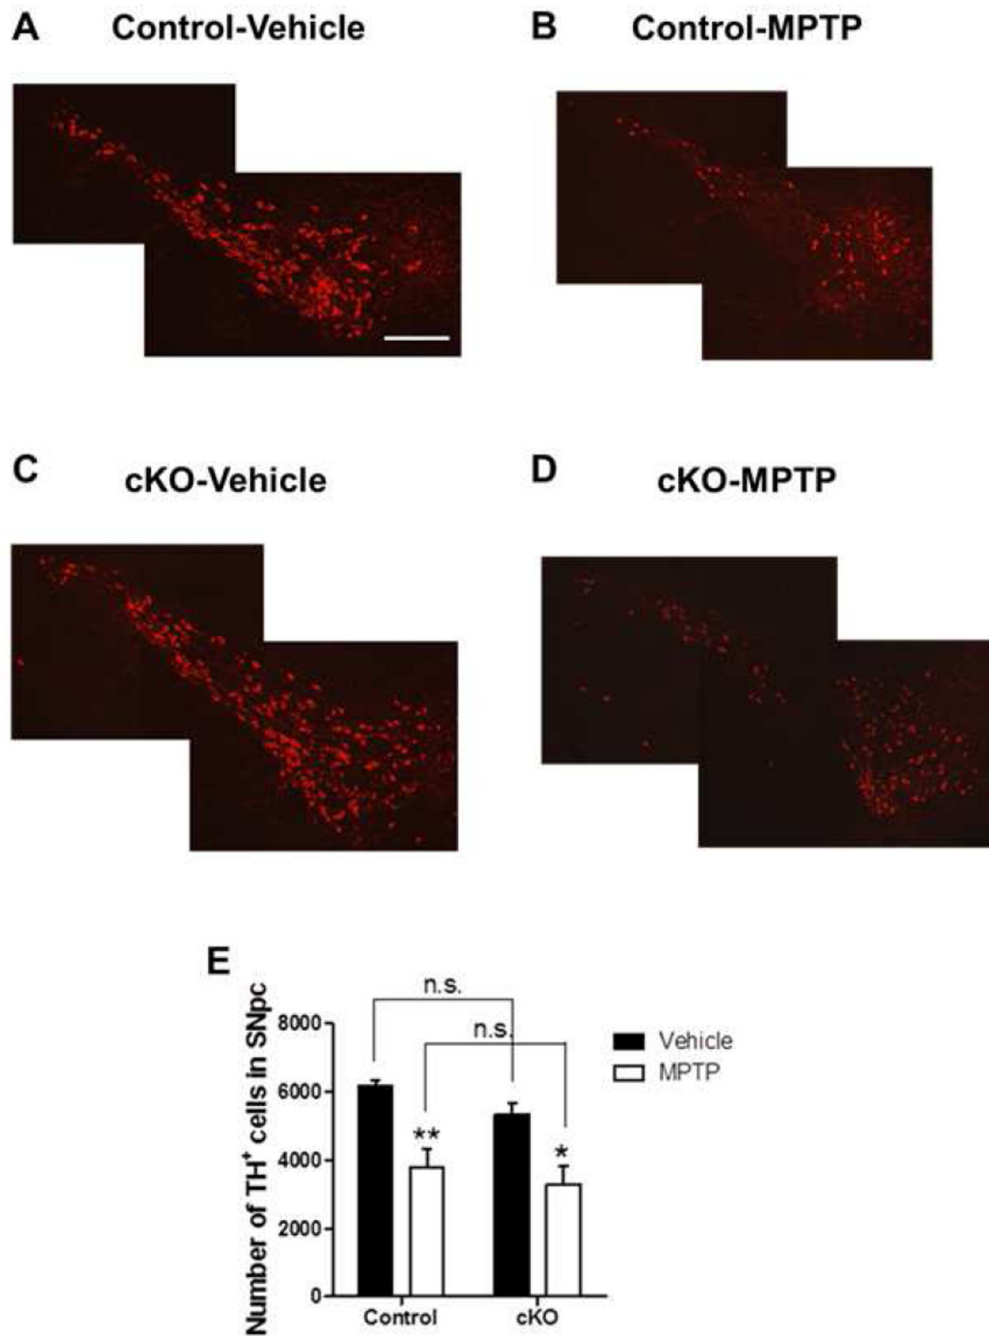 A Control-Vehicle
B Control-MPTP
C cKO-Vehicle
D cKO-MPTP
E
Number of TH⁺ cells in SNpc
n.s.
n.s.
8000
6000
4000
2000
0
**
*
Vehicle
MPTP
Control cKO